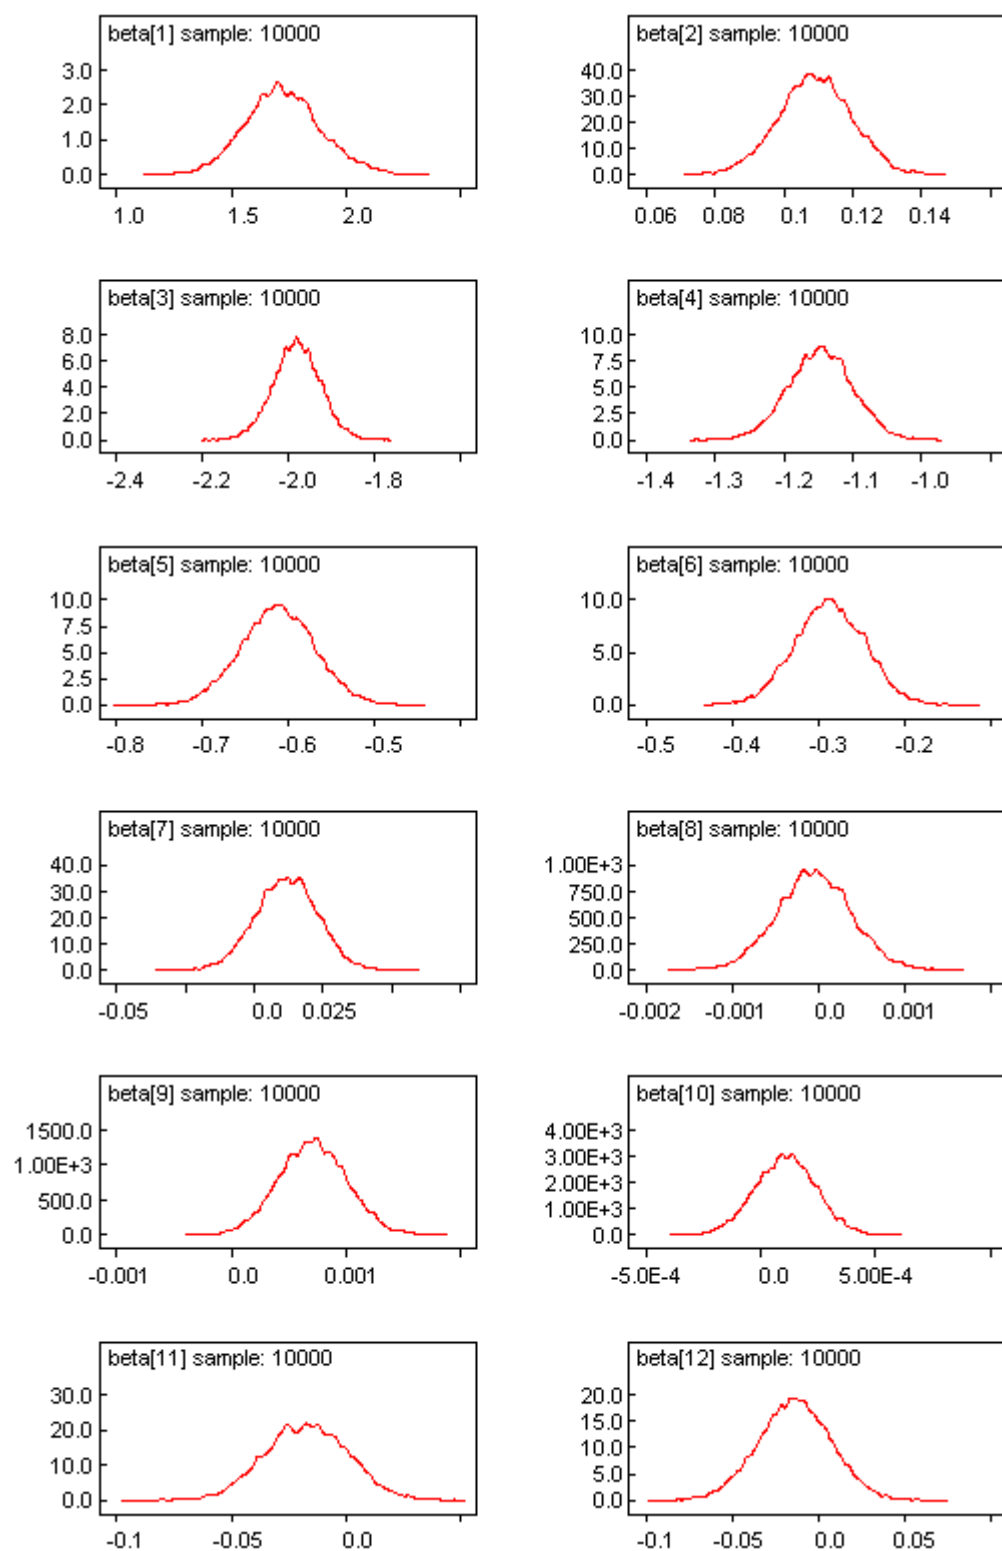 beta[1] sample: 10000
3.0
2.0
1.0
0.0
1.0 1.5 2.0
beta[2] sample: 10000
40.0
30.0
20.0
10.0
0.0
0.06 0.08 0.1 0.12 0.14
beta[3] sample: 10000
8.0
6.0
4.0
2.0
0.0
-2.4 -2.2 -2.0 -1.8
beta[4] sample: 10000
10.0
7.5
5.0
2.5
0.0
-1.4 -1.3 -1.2 -1.1 -1.0
beta[5] sample: 10000
10.0
7.5
5.0
2.5
0.0
-0.8 -0.7 -0.6 -0.5
beta[6] sample: 10000
10.0
5.0
0.0
-0.5 -0.4 -0.3 -0.2
beta[7] sample: 10000
40.0
30.0
20.0
10.0
0.0
-0.05 0.0 0.025
beta[8] sample: 10000
1.00E+3
750.0
500.0
250.0
0.0
-0.002 -0.001 0.0 0.001
beta[9] sample: 10000
1500.0
1.00E+3
500.0
0.0
-0.001 0.0 0.001
beta[10] sample: 10000
4.00E+3
3.00E+3
2.00E+3
1.00E+3
0.0
-5.0E-4 0.0 5.00E-4
beta[11] sample: 10000
30.0
20.0
10.0
0.0
-0.1 -0.05 0.0
beta[12] sample: 10000
20.0
15.0
10.0
5.0
0.0
-0.1 -0.05 0.0 0.05